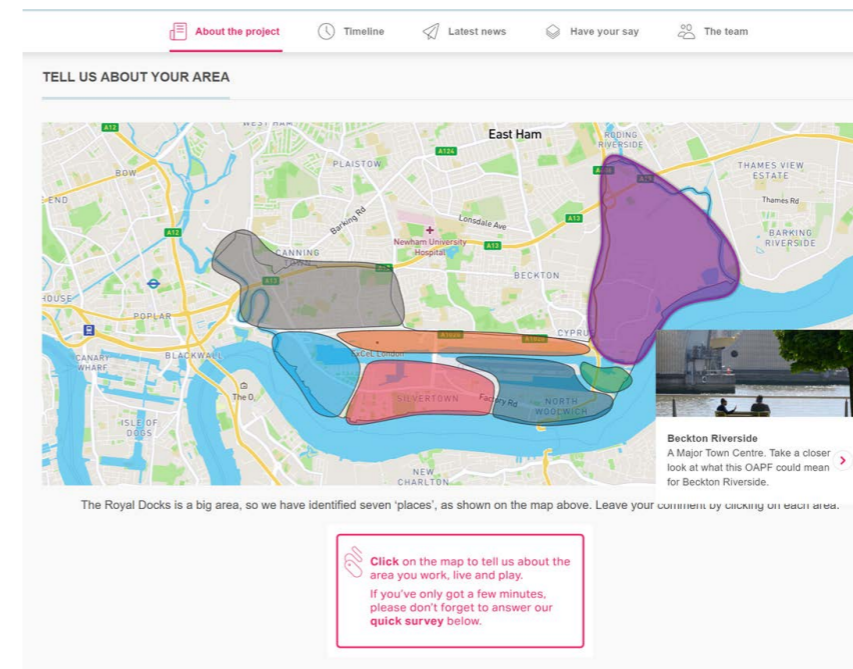 About the project
Timeline
Latest news
Have your say
The team
TELL US ABOUT YOUR AREA
East Ham
RODING
RIVERSIDE
A13
A124
PLAISTOW
THAMES VIEW
ESTATE
BOW
Thames Rd
Barking Rd
Lonsdale Ave
A12
A13
BARKING
RIVERSIDE
Newham University
Hospital
A13
CANNING
BECKTON
POPLAR
CYPRUS
ExCeL London
CANARY
WHARF
BLACKWALL
The O
SILVERTOWN
Factory Rd
NORTH
WOOLWICH
ISLE OF
DOGS
NEW
CHARLTON
Beckton Riverside
A Major Town Centre. Take a closer
look at what this OAPF could mean
for Beckton Riverside.
The Royal Docks is a big area, so we have identified seven ‘places’, as shown on the map above. Leave your comment by clicking on each area.
Click on the map to tell us about the
area you work, live and play.
If you've only got a few minutes,
please don't forget to answer our
quick survey below.